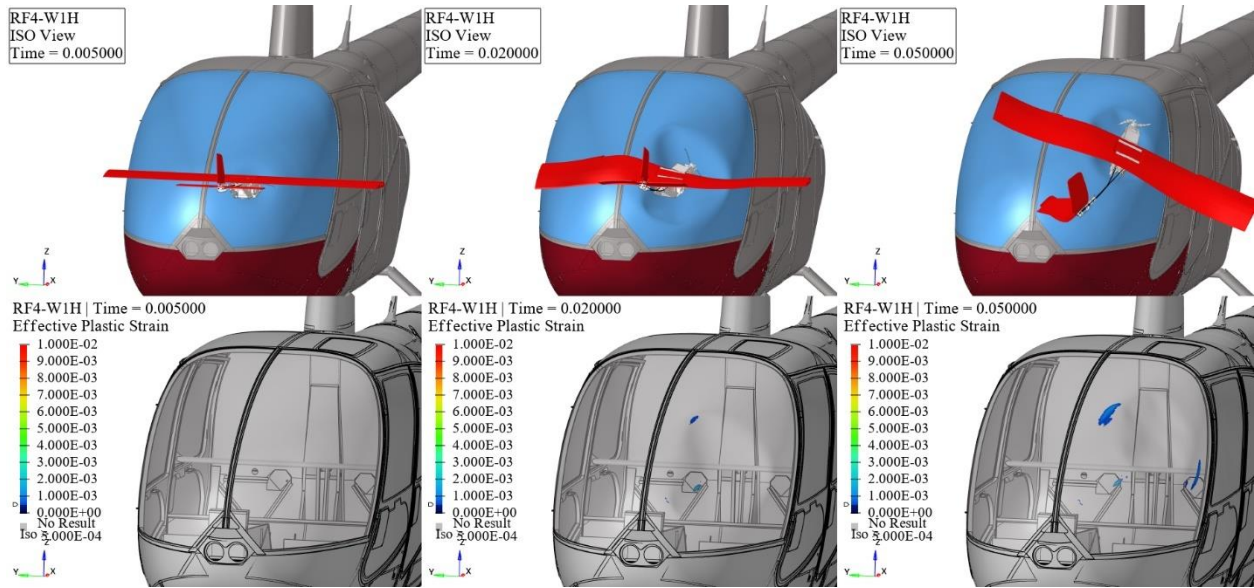 RF4-W1H
ISO View
Time = 0.005000
Z
Y
X
RF4-W1H
ISO View
Time = 0.020000
Z
Y
X
RF4-W1H
ISO View
Time = 0.050000
Z
Y
X
RF4-W1H | Time = 0.005000
Effective Plastic Strain
1.000E-02
9.000E-03
8.000E-03
7.000E-03
6.000E-03
5.000E-03
4.000E-03
3.000E-03
2.000E-03
1.000E-03
D
0.000E+00
No Result
Z
Y
X
RF4-W1H | Time = 0.020000
Effective Plastic Strain
1.000E-02
9.000E-03
8.000E-03
7.000E-03
6.000E-03
5.000E-03
4.000E-03
3.000E-03
2.000E-03
1.000E-03
D
0.000E+00
No Result
Z
Y
X
RF4-W1H | Time = 0.050000
Effective Plastic Strain
1.000E-02
9.000E-03
8.000E-03
7.000E-03
6.000E-03
5.000E-03
4.000E-03
3.000E-03
2.000E-03
1.000E-03
D
0.000E+00
No Result
Z
Y
X